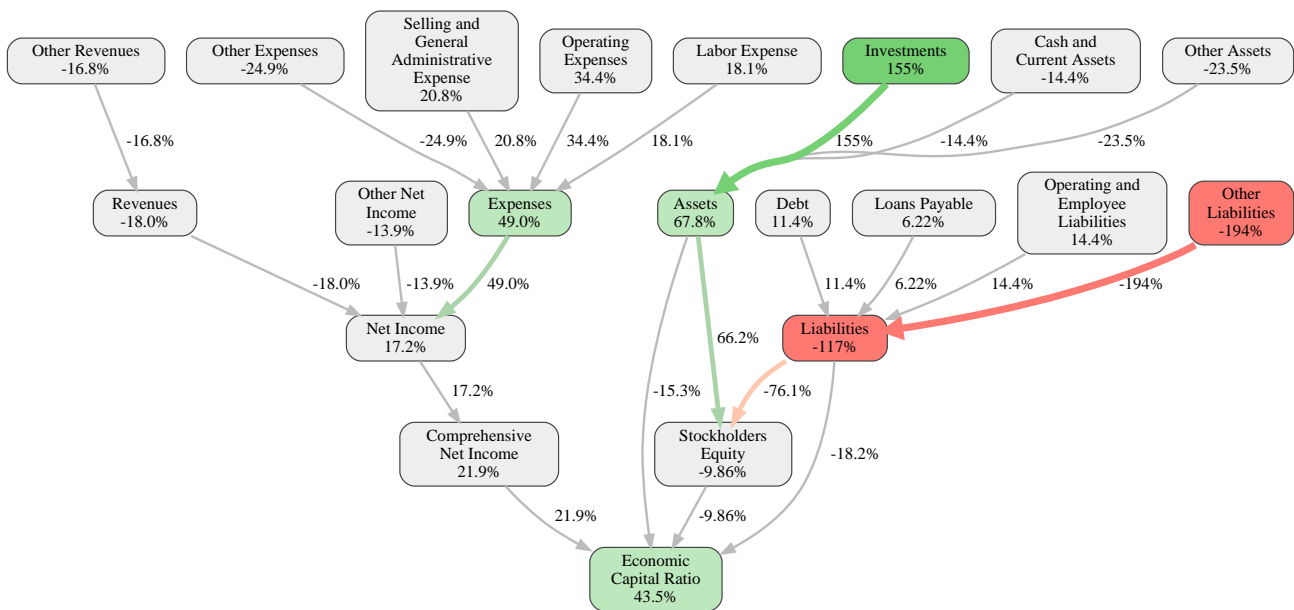 Other Revenues
-16.8%
Other Expenses
-24.9%
Selling and
General
Administrative
Expense
20.8%
Operating
Expenses
34.4%
Labor Expense
18.1%
Investments
155%
Cash and
Current Assets
-14.4%
Other Assets
-23.5%
-16.8%
-24.9%
20.8%
34.4%
18.1%
155%
-14.4%
-23.5%
Revenues
-18.0%
Other Net
Income
-13.9%
Expenses
49.0%
Assets
67.8%
Debt
11.4%
Loans Payable
6.22%
Operating and
Employee
Liabilities
14.4%
Other
Liabilities
-194%
-18.0%
-13.9%
49.0%
11.4%
6.22%
14.4%
-194%
Net Income
17.2%
66.2%
Liabilities
-117%
17.2%
-15.3%
-76.1%
Comprehensive
Net Income
21.9%
Stockholders
Equity
-9.86%
-18.2%
21.9%
-9.86%
Economic
Capital Ratio
43.5%